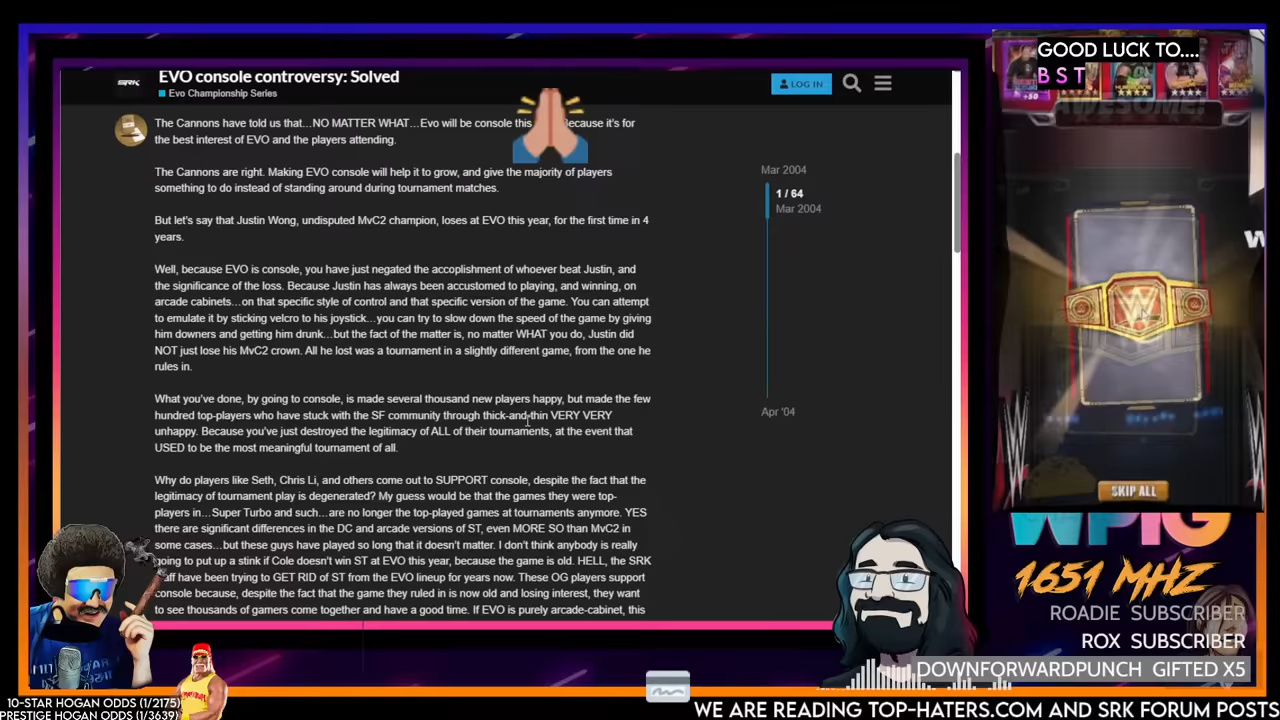 SRK
EVO console controversy: Solved
Evo Championship Series
LOG IN
The Cannons have told us that…NO MATTER WHAT…Evo will be console this
ecause it's for
the best interest of EVO and the players attending.
The Cannons are right. Making EVO console will help it to grow, and give the majority of players
something to do instead of standing around during tournament matches.
But let's say that Justin Wong, undisputed MvC2 champion, loses at EVO this year, for the first time in 4
years.
Well, because EVO is console, you have just negated the accoplishment of whoever beat Justin, and
the significance of the loss. Because Justin has always been accustomed to playing, and winning, on
arcade cabinets…on that specific style of control and that specific version of the game. You can attempt
to emulate it by sticking velcro to his joystick…you can try to slow down the speed of the game by giving
him downers and getting him drunk…but the fact of the matter is, no matter WHAT you do, Justin did
NOT just lose his MvC2 crown. All he lost was a tournament in a slightly different game, from the one he
rules in.
What you've done, by going to console, is made several thousand new players happy, but made the few
hundred top-players who have stuck with the SF community through thick-and-thin VERY VERY
unhappy. Because you've just destroyed the legitimacy of ALL of their tournaments, at the event that
USED to be the most meaningful tournament of all.
Why do players like Seth, Chris Li, and others come out to SUPPORT console, despite the fact that the
legitimacy of tournament play is degenerated? My guess would be that the games they were top-
players in…Super Turbo and such…are no longer the top-played games at tournaments anymore. YES
there are significant differences in the DC and arcade versions of ST, even MORE SO than MvC2 in
some cases…but these guys have played so long that it doesn't matter. I don't think anybody is really
going to put up a stink if Cole doesn't win ST at EVO this year, because the game is old. HELL, the SRK
aff have been trying to GET RID of ST from the EVO lineup for years now. These OG players support
console because, despite the fact that the game they ruled in is now old and losing interest, they want
to see thousands of gamers come together and have a good time. If EVO is purely arcade-cabinet, this
Mar 2004
1 / 64
Mar 2004
Apr '04
GOOD LUCK TO....
BST
+50
AWESOME!
W
SKIP ALL
WPIG
1651 MHZ
ROADIE SUBSCRIBER
ROX SUBSCRIBER
DOWNFORWARDPUNCH GIFTED X5
10-STAR HOGAN ODDS (1/2175)
PRESTIGE HOGAN ODDS (1/3639)
WE ARE READING TOP-HATERS.COM AND SRK FORUM POSTS